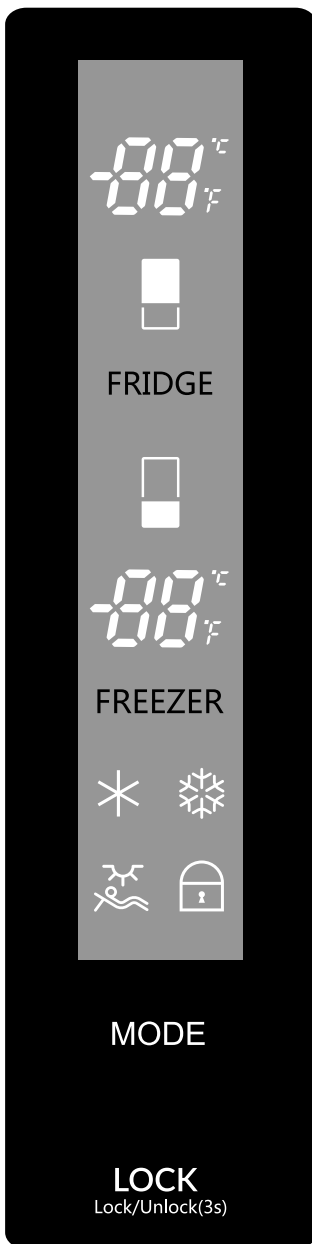 -88 °C
°F
FRIDGE
-88 °C
°F
FREEZER
MODE
LOCK
Lock/Unlock(3s)